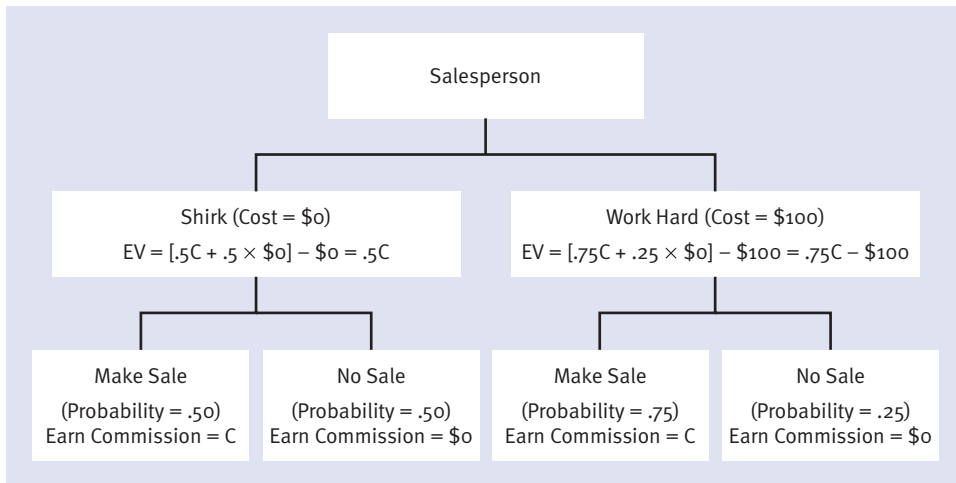 Salesperson
Shirk (Cost = $0)
EV = [.5C + .5 × $0] – $0 = .5C
Work Hard (Cost = $100)
EV = [.75C + .25 × $0] – $100 = .75C – $100
Make Sale
(Probability = .50)
Earn Commission = C
No Sale
(Probability = .50)
Earn Commission = $0
Make Sale
(Probability = .75)
Earn Commission = C
No Sale
(Probability = .25)
Earn Commission = $0